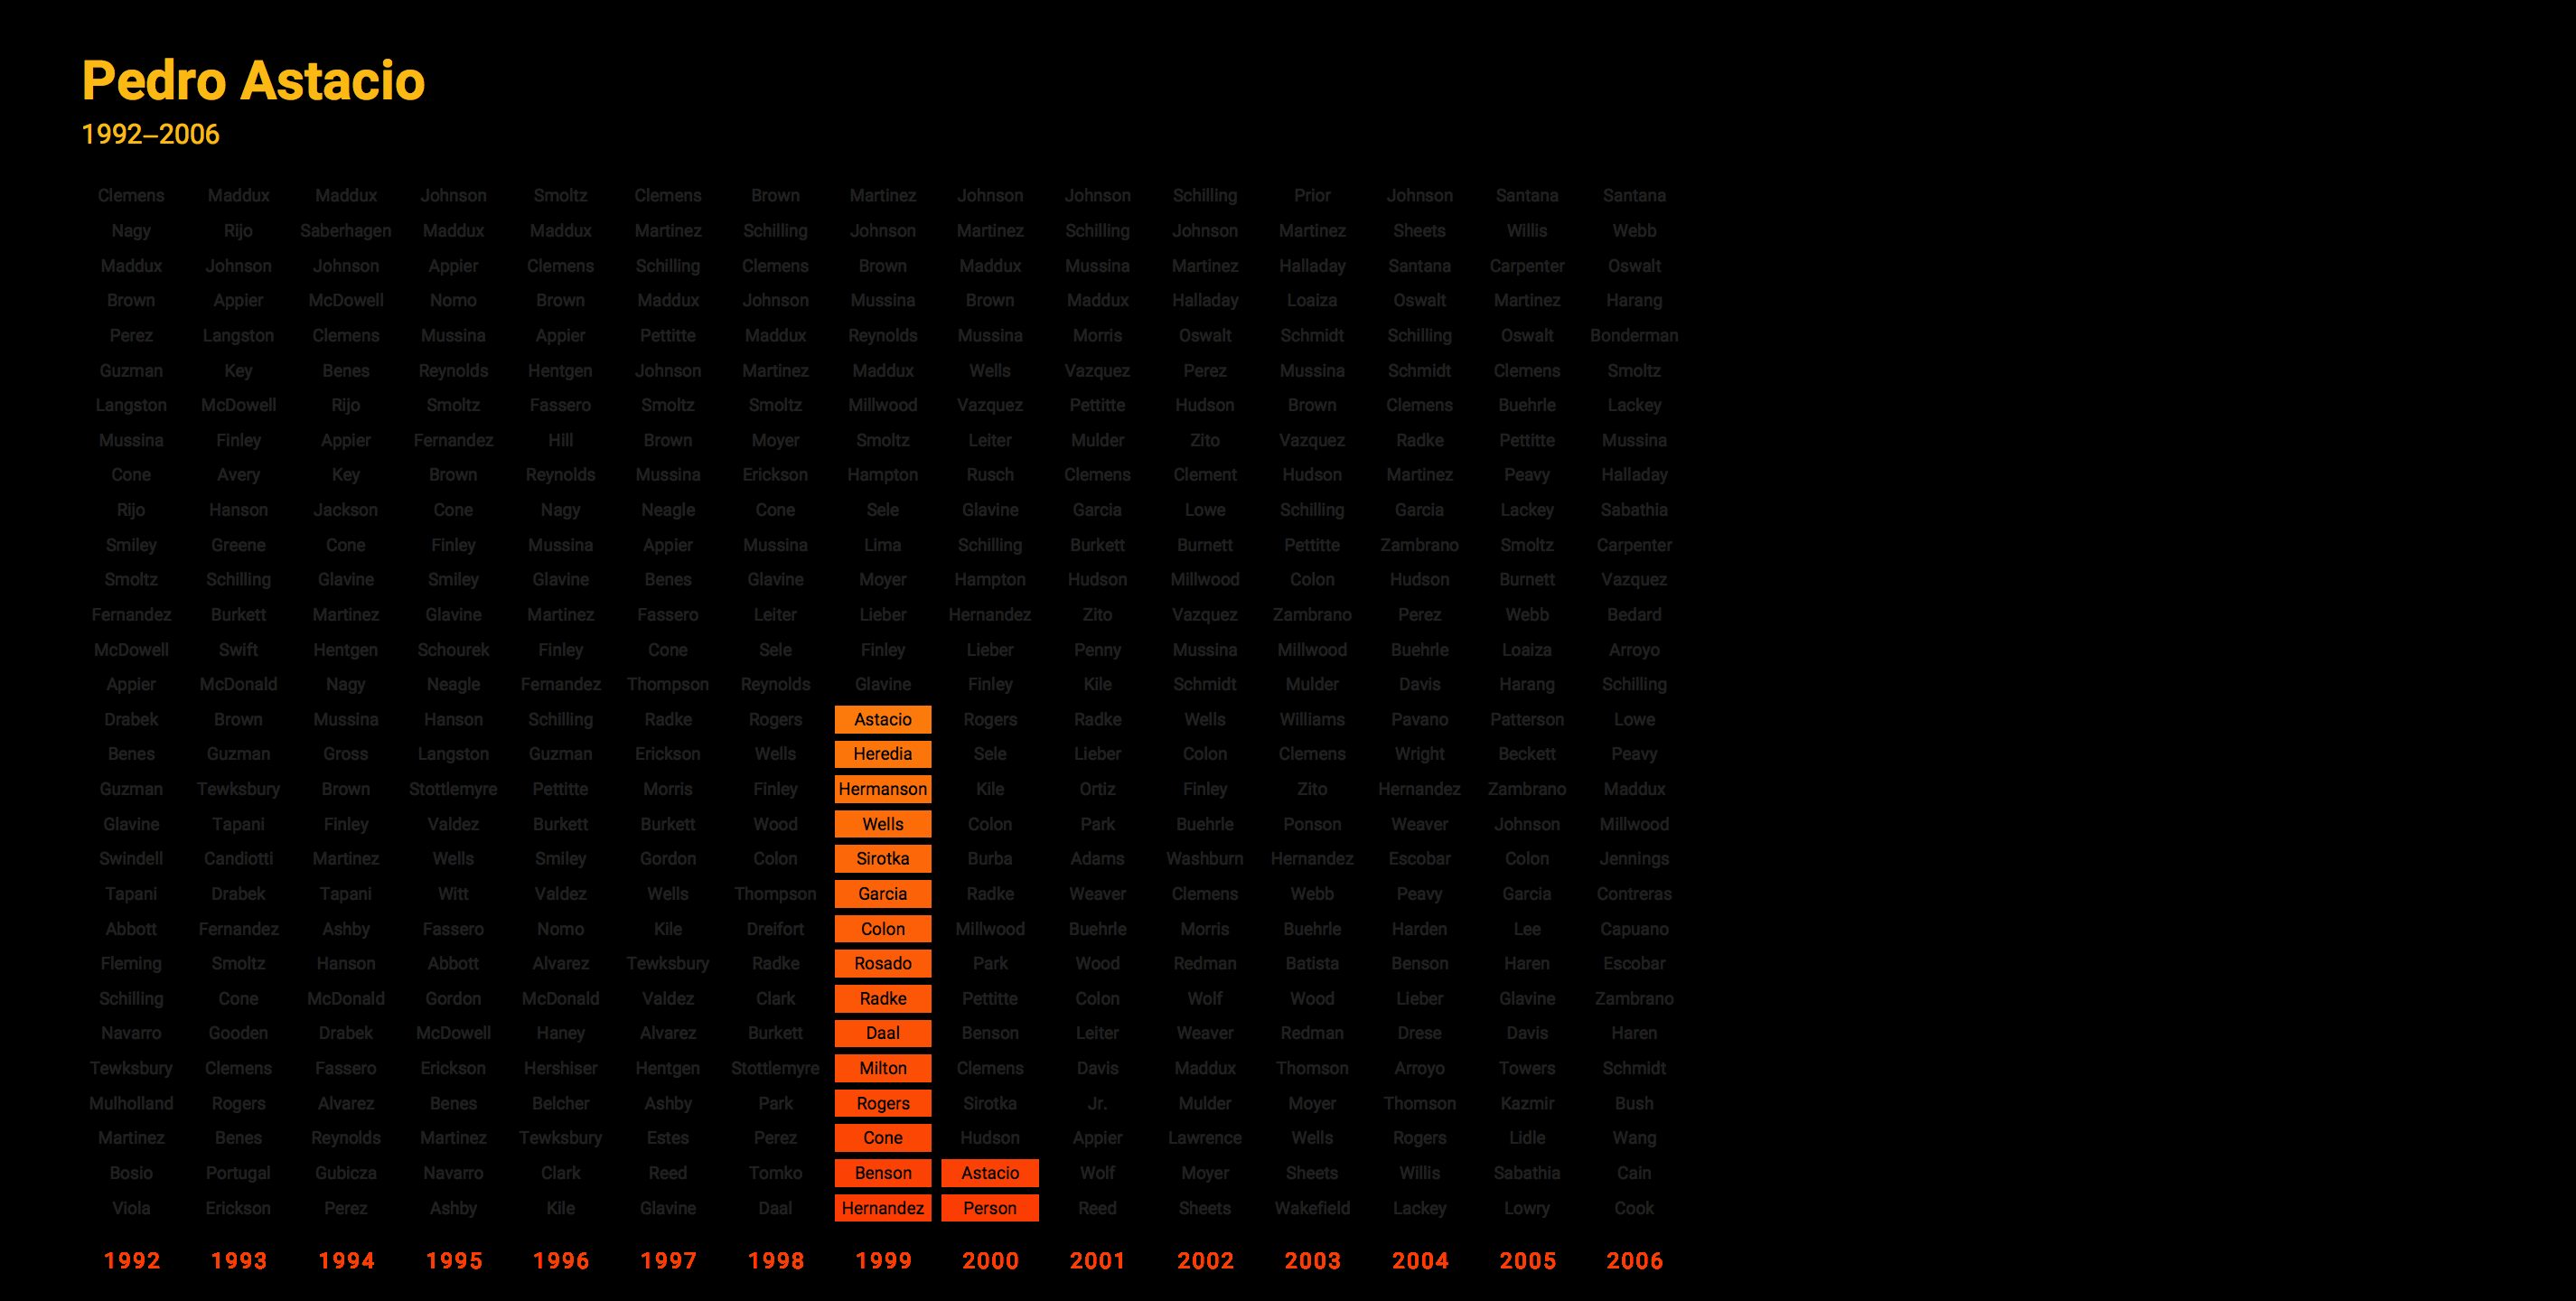 Pedro Astacio
1992–2006
Clemens Maddux Maddux Johnson Smoltz Clemens Brown Martinez Johnson Johnson Schilling Prior Johnson Santana Santana
Nagy Rijo Saberhagen Maddux Maddux Martinez Schilling Johnson Martinez Schilling Johnson Martinez Sheets Willis Webb
Maddux Johnson Johnson Appier Clemens Schilling Clemens Brown Maddux Mussina Martinez Halladay Santana Carpenter Oswalt
Brown Appier McDowell Nomo Brown Maddux Johnson Mussina Brown Maddux Halladay Loaiza Oswalt Martinez Harang
Perez Langston Clemens Mussina Appier Pettitte Maddux Reynolds Mussina Morris Oswalt Schmidt Schilling Oswalt Bonderman
Guzman Key Benes Reynolds Hentgen Johnson Martinez Maddux Wells Vazquez Perez Mussina Schmidt Clemens Smoltz
Langston McDowell Rijo Smoltz Fassero Smoltz Smoltz Millwood Vazquez Pettitte Hudson Brown Clemens Buehrle Lackey
Mussina Finley Appier Fernandez Hill Brown Moyer Smoltz Leiter Mulder Zito Vazquez Radke Pettitte Mussina
Cone Avery Key Brown Reynolds Mussina Erickson Hampton Rusch Clemens Clement Hudson Martinez Peavy Halladay
Rijo Hanson Jackson Cone Nagy Neagle Cone Sele Glavine Garcia Lowe Schilling Garcia Lackey Sabathia
Smiley Greene Cone Finley Mussina Appier Mussina Lima Schilling Burkett Burnett Pettitte Zambrano Smoltz Carpenter
Smoltz Schilling Glavine Smiley Glavine Benes Glavine Moyer Hampton Hudson Millwood Colon Hudson Burnett Vazquez
Fernandez Burkett Martinez Glavine Martinez Fassero Leiter Lieber Hernandez Zito Vazquez Zambrano Perez Webb Bedard
McDowell Swift Hentgen Schourek Finley Cone Sele Finley Lieber Penny Mussina Millwood Buehrle Loaiza Arroyo
Appier McDonald Nagy Neagle Fernandez Thompson Reynolds Glavine Finley Kile Schmidt Mulder Davis Harang Schilling
Drabek Brown Mussina Hanson Schilling Radke Rogers Astacio Rogers Radke Wells Williams Pavano Patterson Lowe
Benes Guzman Gross Langston Guzman Erickson Wells Heredia Sele Lieber Colon Clemens Wright Beckett Peavy
Guzman Tewksbury Brown Stottlemyre Pettitte Morris Finley Hermanson Kile Ortiz Finley Zito Hernandez Zambrano Maddux
Glavine Tapani Finley Valdez Burkett Burkett Wood Wells Colon Park Buehrle Ponson Weaver Johnson Millwood
Swindell Candiotti Martinez Wells Smiley Gordon Colon Sirotka Burba Adams Washburn Hernandez Escobar Colon Jennings
Tapani Drabek Tapani Witt Valdez Wells Thompson Garcia Radke Weaver Clemens Webb Peavy Garcia Contreras
Abbott Fernandez Ashby Fassero Nomo Kile Dreifort Colon Millwood Buehrle Morris Buehrle Harden Lee Capuano
Fleming Smoltz Hanson Abbott Alvarez Tewksbury Radke Rosado Park Wood Redman Batista Benson Haren Escobar
Schilling Cone McDonald Gordon McDonald Valdez Clark Radke Pettitte Colon Wolf Wood Lieber Glavine Zambrano
Navarro Gooden Drabek McDowell Haney Alvarez Burkett Daal Benson Leiter Weaver Redman Drese Davis Haren
Tewksbury Clemens Fassero Erickson Hershiser Hentgen Stottlemyre Milton Clemens Davis Maddux Thomson Arroyo Towers Schmidt
Mulholland Rogers Alvarez Benes Belcher Ashby Park Rogers Sirotka Jr. Mulder Moyer Thomson Kazmir Bush
Martinez Benes Reynolds Martinez Tewksbury Estes Perez Cone Hudson Appier Lawrence Wells Rogers Lidle Wang
Bosio Portugal Gubicza Navarro Clark Reed Tomko Benson Astacio Wolf Moyer Sheets Willis Sabathia Cain
Viola Erickson Perez Ashby Kile Glavine Daal Hernandez Person Reed Sheets Wakefield Lackey Lowry Cook
1992 1993 1994 1995 1996 1997 1998 1999 2000 2001 2002 2003 2004 2005 2006